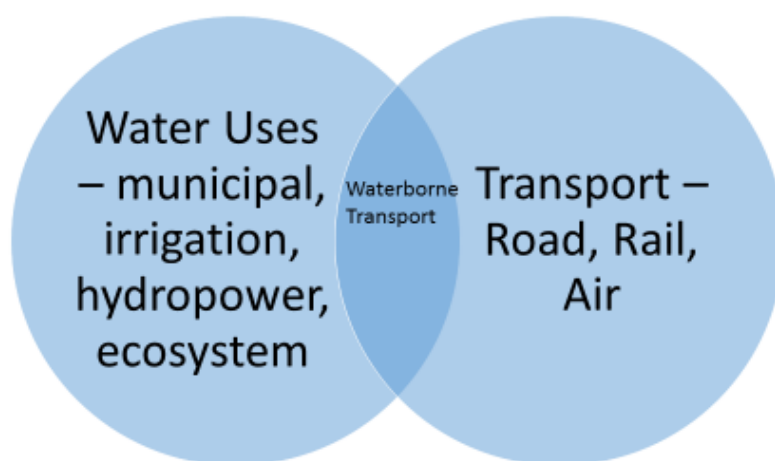 Water Uses
– municipal,
irrigation,
hydropower,
ecosystem
Waterborne
Transport
Transport –
Road, Rail,
Air